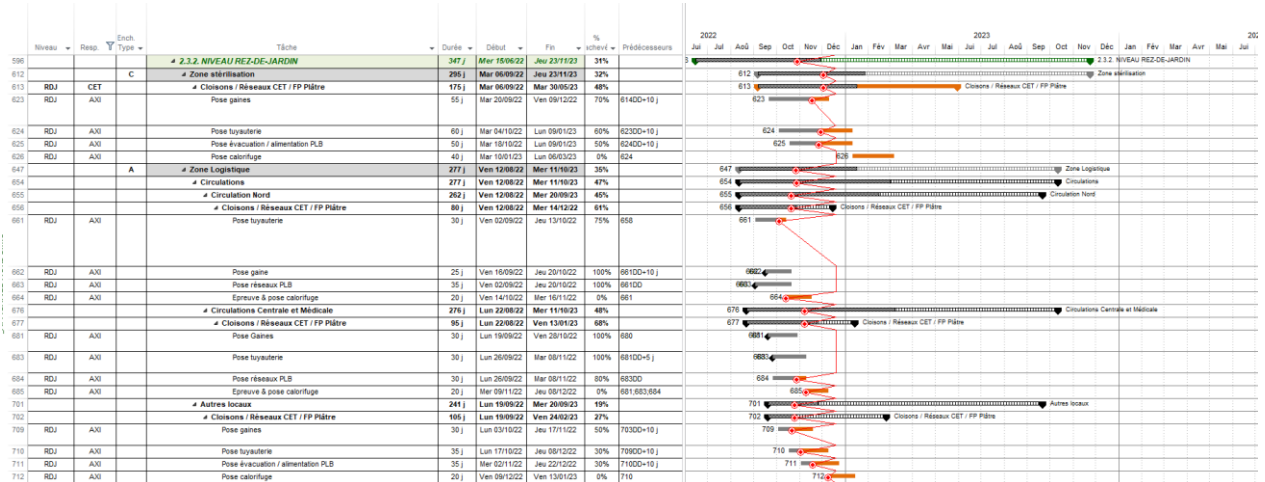 2022 2023 202
Ench.
%
Niveau Resp. Type Tâche Durée Début Fin schevé Prédécesseurs Jui Jul Aoû Sep Oct Nov Déc Jan Fév Mar Avr Mai Jui Jul Aoû Sep Oct Nov Déc Jan Fév Mar Avr Mai Jui
596 2.3.2. NIVEAU REZ-DE-JARDIN 347 j Mer 15/06/22 Jeu 23/11/23 31% 2.3.2. NIVEAU REZ-DE-JARDIN
612 C Zone stérilisation 295 j Mar 06/09/22 Jeu 23/11/23 32% 612 Zone stérilisation
613 RDJ CET Cloisons / Réseaux CET / FP Plâtre 175 j Mar 06/09/22 Mar 30/05/23 48% 613 Cloisons / Réseaux CET / FP Plâtre
623 RDJ AXI Pose gaines 55 j Mar 20/09/22 Ven 09/12/22 70% 614DD+10 j 623
624 RDJ AXI Pose tuyauterie 60 j Mar 04/10/22 Lun 09/01/23 60% 623DD+10 j 624
625 RDJ AXI Pose évacuation / alimentation PLB 50 j Mar 18/10/22 Lun 09/01/23 50% 624DD+10 j 625
626 RDJ AXI Pose calorifuge 40 j Mar 10/01/23 Lun 06/03/23 0% 624 626
647 A Zone Logistique 277 j Ven 12/08/22 Mer 11/10/23 35% 647 Zone Logistique
654 Circulations 277 j Ven 12/08/22 Mer 11/10/23 47% 654 Circulations
655 Circulation Nord 262 j Ven 12/08/22 Mer 20/09/23 45% 655 Circulation Nord
656 Cloisons / Réseaux CET / FP Plâtre 80 j Ven 12/08/22 Mer 14/12/22 61% 656 Cloisons / Réseaux CET / FP Plâtre
661 RDJ AXI Pose tuyauterie 30 j Ven 02/09/22 Jeu 13/10/22 75% 658 661
662 RDJ AXI Pose gaine 25 j Ven 16/09/22 Jeu 20/10/22 100% 661DD+10 j 662
663 RDJ AXI Pose réseaux PLB 35 j Ven 02/09/22 Jeu 20/10/22 100% 661DD 663
664 RDJ AXI Epreuve & pose calorifuge 20 j Ven 14/10/22 Mer 16/11/22 0% 661 664
676 Circulations Centrale et Médicale 276 j Lun 22/08/22 Mer 11/10/23 48% 676 Circulations Centrale et Médicale
677 Cloisons / Réseaux CET / FP Plâtre 95 j Lun 22/08/22 Ven 13/01/23 68% 677 Cloisons / Réseaux CET / FP Plâtre
681 RDJ AXI Pose Gaines 30 j Lun 19/09/22 Ven 28/10/22 100% 680 681
683 RDJ AXI Pose tuyauterie 30 j Lun 26/09/22 Mar 08/11/22 100% 681DD+5 j 683
684 RDJ AXI Pose réseaux PLB 30 j Lun 26/09/22 Mar 08/11/22 80% 683DD 684
685 RDJ AXI Epreuve & pose calorifuge 20 j Mer 09/11/22 Jeu 08/12/22 0% 681;683;684 685
701 Autres locaux 241 j Lun 19/09/22 Mer 20/09/23 19% 701 Autres locaux
702 Cloisons / Réseaux CET / FP Plâtre 105 j Lun 19/09/22 Ven 24/02/23 27% 702 Cloisons / Réseaux CET / FP Plâtre
709 RDJ AXI Pose gaines 30 j Lun 03/10/22 Jeu 17/11/22 50% 703DD+10 j 709
710 RDJ AXI Pose tuyauterie 35 j Lun 17/10/22 Jeu 08/12/22 30% 709DD+10 j 710
711 RDJ AXI Pose évacuation / alimentation PLB 35 j Mer 02/11/22 Jeu 22/12/22 30% 710DD+10 j 711
712 RDJ AXI Pose calorifuge 20 j Ven 09/12/22 Ven 13/01/23 0% 710 712